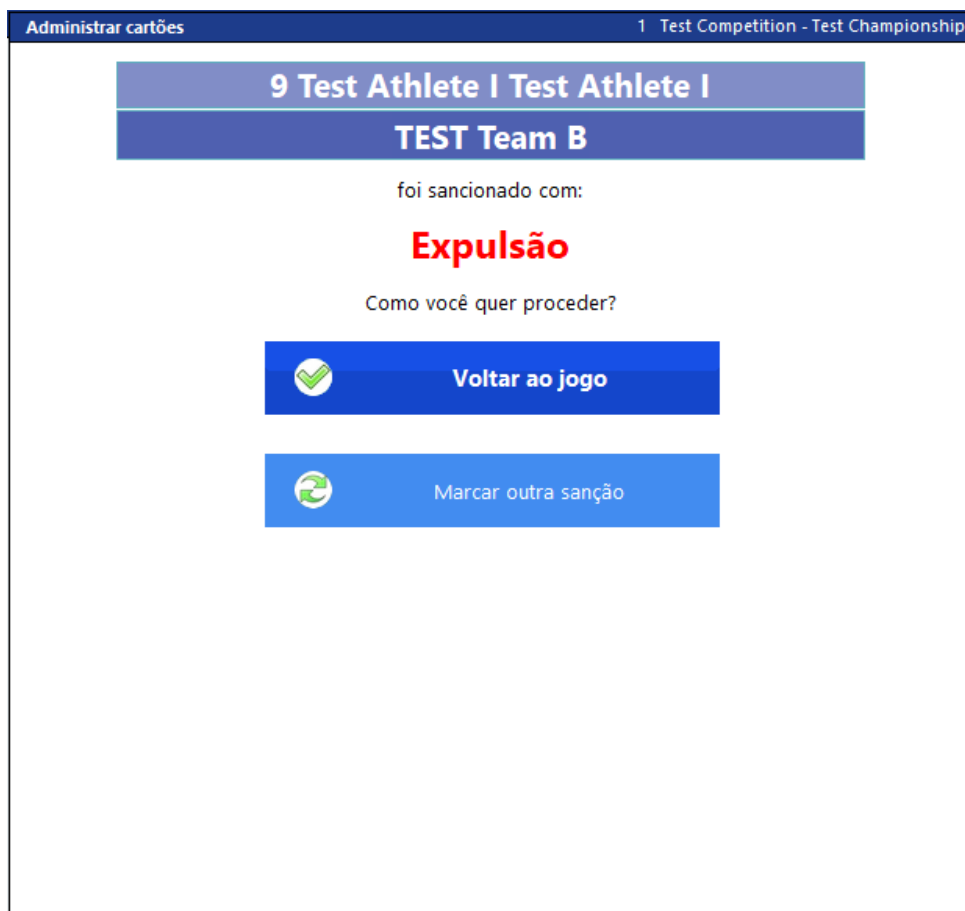 Administrar cartões 1 Test Competition - Test Championship
9 Test Athlete I Test Athlete I
TEST Team B
foi sancionado com:
Expulsão
Como você quer proceder?
Voltar ao jogo
Marcar outra sanção